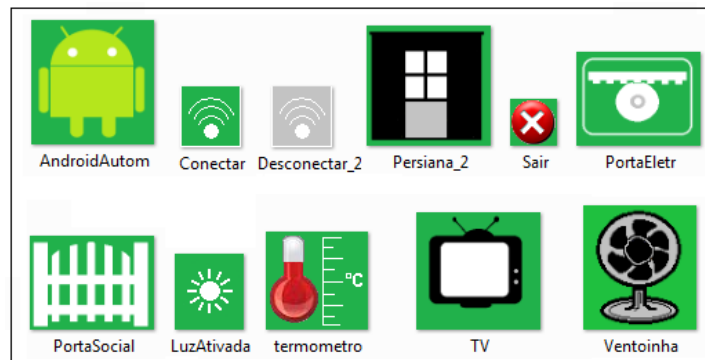 AndroidAutom
Conectar
Desconectar_2
Persiana_2
Sair
PortaEletr
°C
PortaSocial
LuzAtivada
termometro
TV
Ventoinha